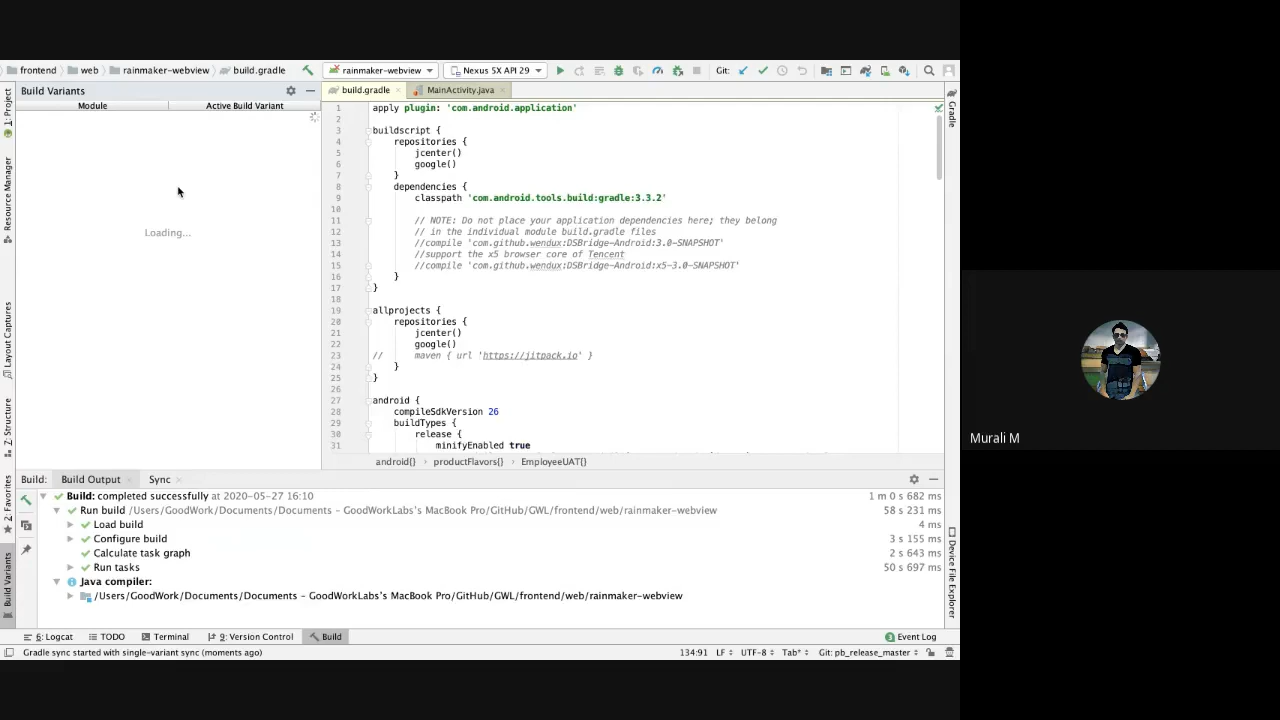 frontend web rainmaker-webview build.gradle rainmaker-webview Nexus 5X API 29 Git:
Build Variants
Module Active Build Variant
Loading...
1: Project
Resource Manager
Layout Captures
7: Structure
2: Favorites
Build Variants
build.gradle MainActivity.java
1 apply plugin: 'com.android.application'
2
3 buildscript {
4 repositories {
5 jcenter()
6 google()
7 }
8 dependencies {
9 classpath 'com.android.tools.build:gradle:3.3.2'
10
11 // NOTE: Do not place your application dependencies here; they belong
12 // in the individual module build.gradle files
13 //compile 'com.github.wendux:DSBridge-Android:3.0-SNAPSHOT'
14 //support the x5 browser core of Tencent
15 //compile 'com.github.wendux:DSBridge-Android:x5-3.0-SNAPSHOT'
16 }
17 }
18
19 allprojects {
20 repositories {
21 jcenter()
22 google()
23 // maven { url 'https://jitpack.io' }
24 }
25 }
26
27 android {
28 compileSdkVersion 26
29 buildTypes {
30 release {
31 minifyEnabled true
android{} productFlavors{} EmployeeUAT{}
Gradle
Device File Explorer
Murali M
Build: Build Output Sync
Build: completed successfully at 2020-05-27 16:10 1 m 0 s 682 ms
Run build /Users/GoodWork/Documents/Documents - GoodWorkLabs's MacBook Pro/GitHub/GWL/frontend/web/rainmaker-webview 58 s 231 ms
Load build 4 ms
Configure build 3 s 155 ms
Calculate task graph 2 s 643 ms
Run tasks 50 s 697 ms
Java compiler:
/Users/GoodWork/Documents/Documents - GoodWorkLabs's MacBook Pro/GitHub/GWL/frontend/web/rainmaker-webview
6: Logcat TODO Terminal 9: Version Control Build Event Log
Gradle sync started with single-variant sync (moments ago) 134:91 LF UTF-8 Tab* Git: pb_release_master